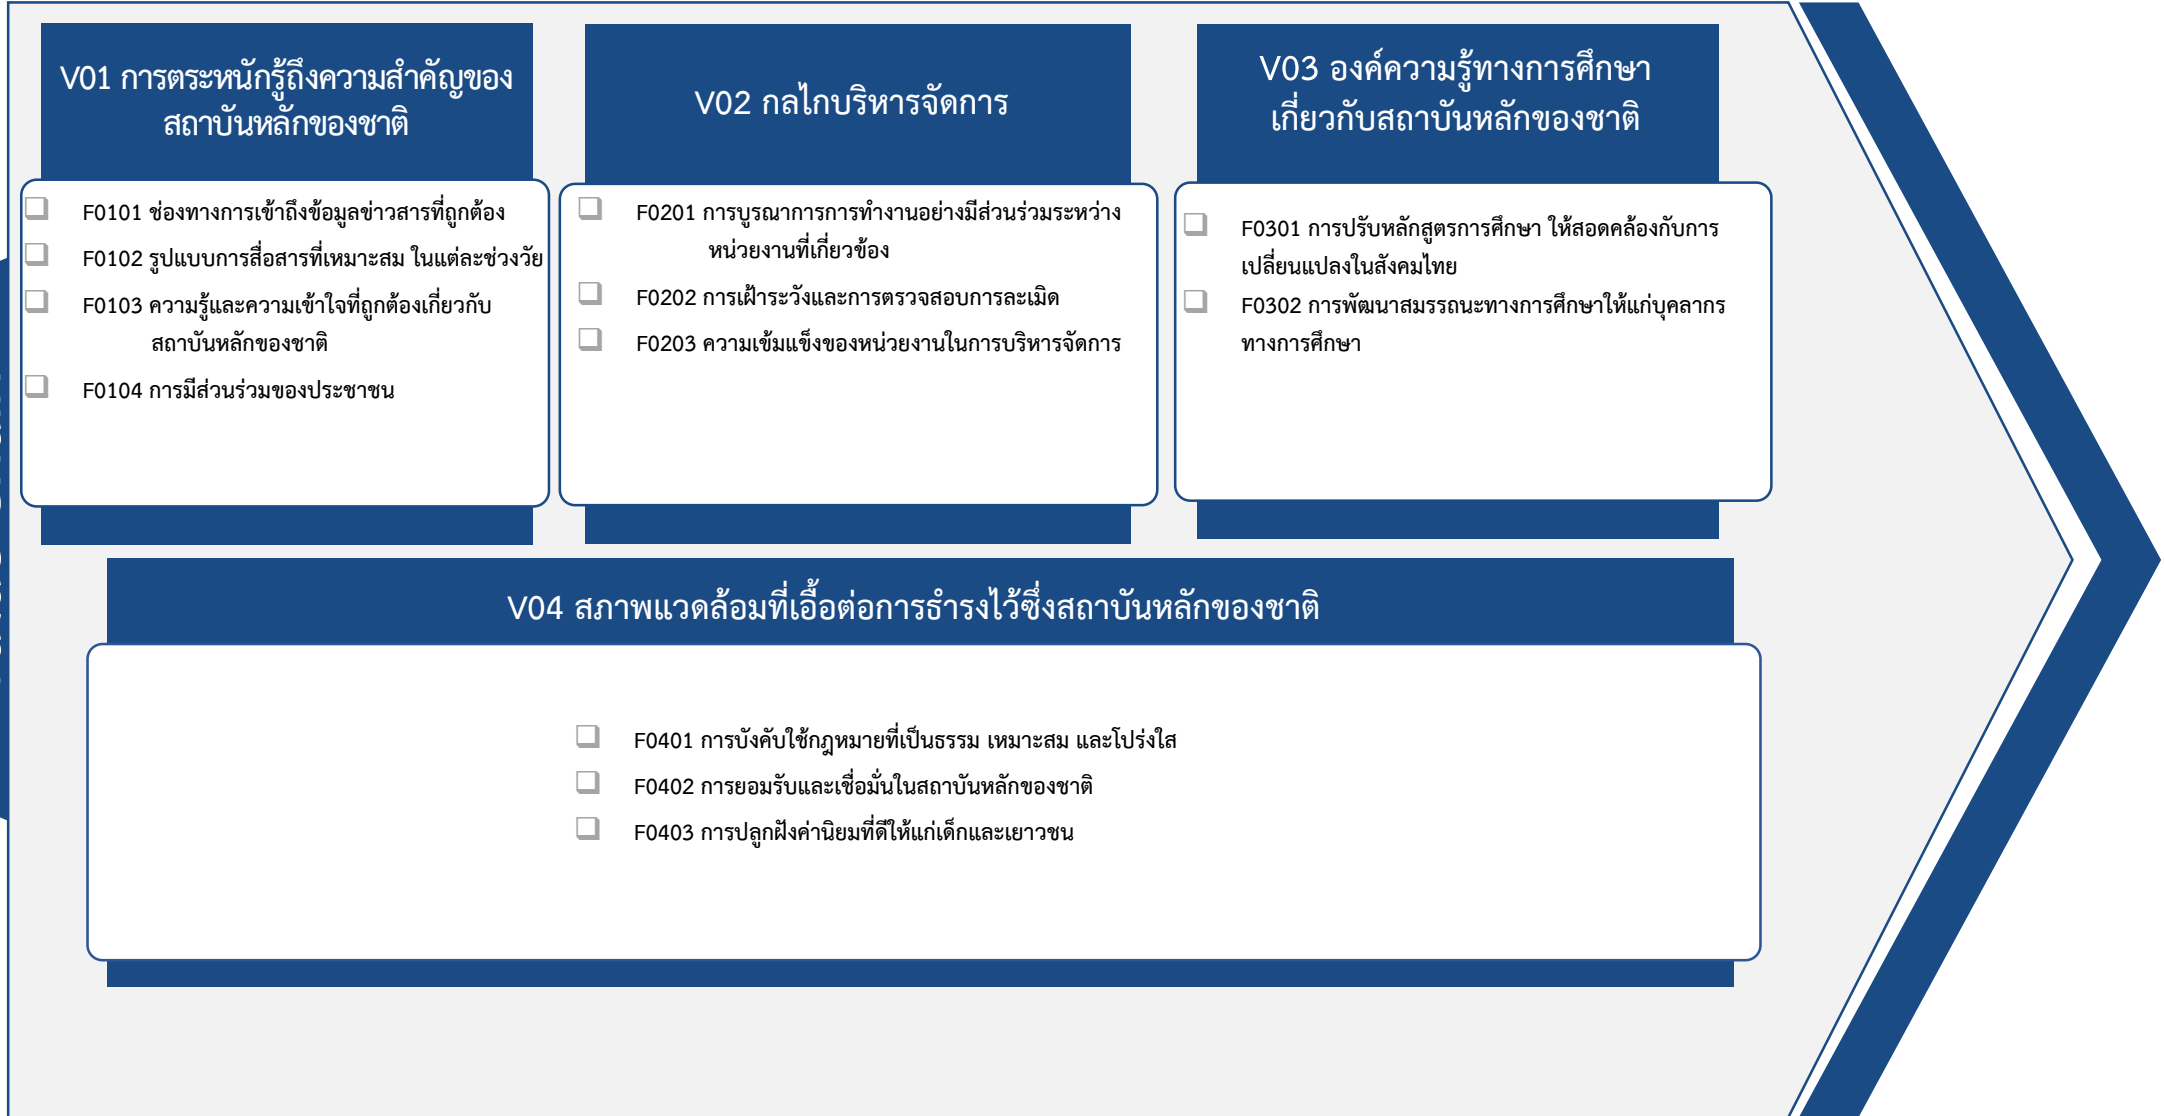 V01 การตระหนักรู้ถึงความสำคัญของ
สถาบันหลักของชาติ
F0101 ช่องทางการเข้าถึงข้อมูลข่าวสารที่ถูกต้อง
F0102 รูปแบบการสื่อสารที่เหมาะสม ในแต่ละช่วงวัย
F0103 ความรู้และความเข้าใจที่ถูกต้องเกี่ยวกับ
สถาบันหลักของชาติ
F0104 การมีส่วนร่วมของประชาชน
V02 กลไกบริหารจัดการ
F0201 การบูรณาการการทำงานอย่างมีส่วนร่วมระหว่าง
หน่วยงานที่เกี่ยวข้อง
F0202 การเฝ้าระวังและการตรวจสอบการละเมิด
F0203 ความเข้มแข็งของหน่วยงานในการบริหารจัดการ
V03 องค์ความรู้ทางการศึกษา
เกี่ยวกับสถาบันหลักของชาติ
F0301 การปรับหลักสูตรการศึกษา ให้สอดคล้องกับการ
เปลี่ยนแปลงในสังคมไทย
F0302 การพัฒนาสมรรถนะทางการศึกษาให้แก่บุคลากร
ทางการศึกษา
V04 สภาพแวดล้อมที่เอื้อต่อการธำรงไว้ซึ่งสถาบันหลักของชาติ
F0401 การบังคับใช้กฎหมายที่เป็นธรรม เหมาะสม และโปร่งใส
F0402 การยอมรับและเชื่อมั่นในสถาบันหลักของชาติ
F0403 การปลูกฝังค่านิยมที่ดีให้แก่เด็กและเยาวชน